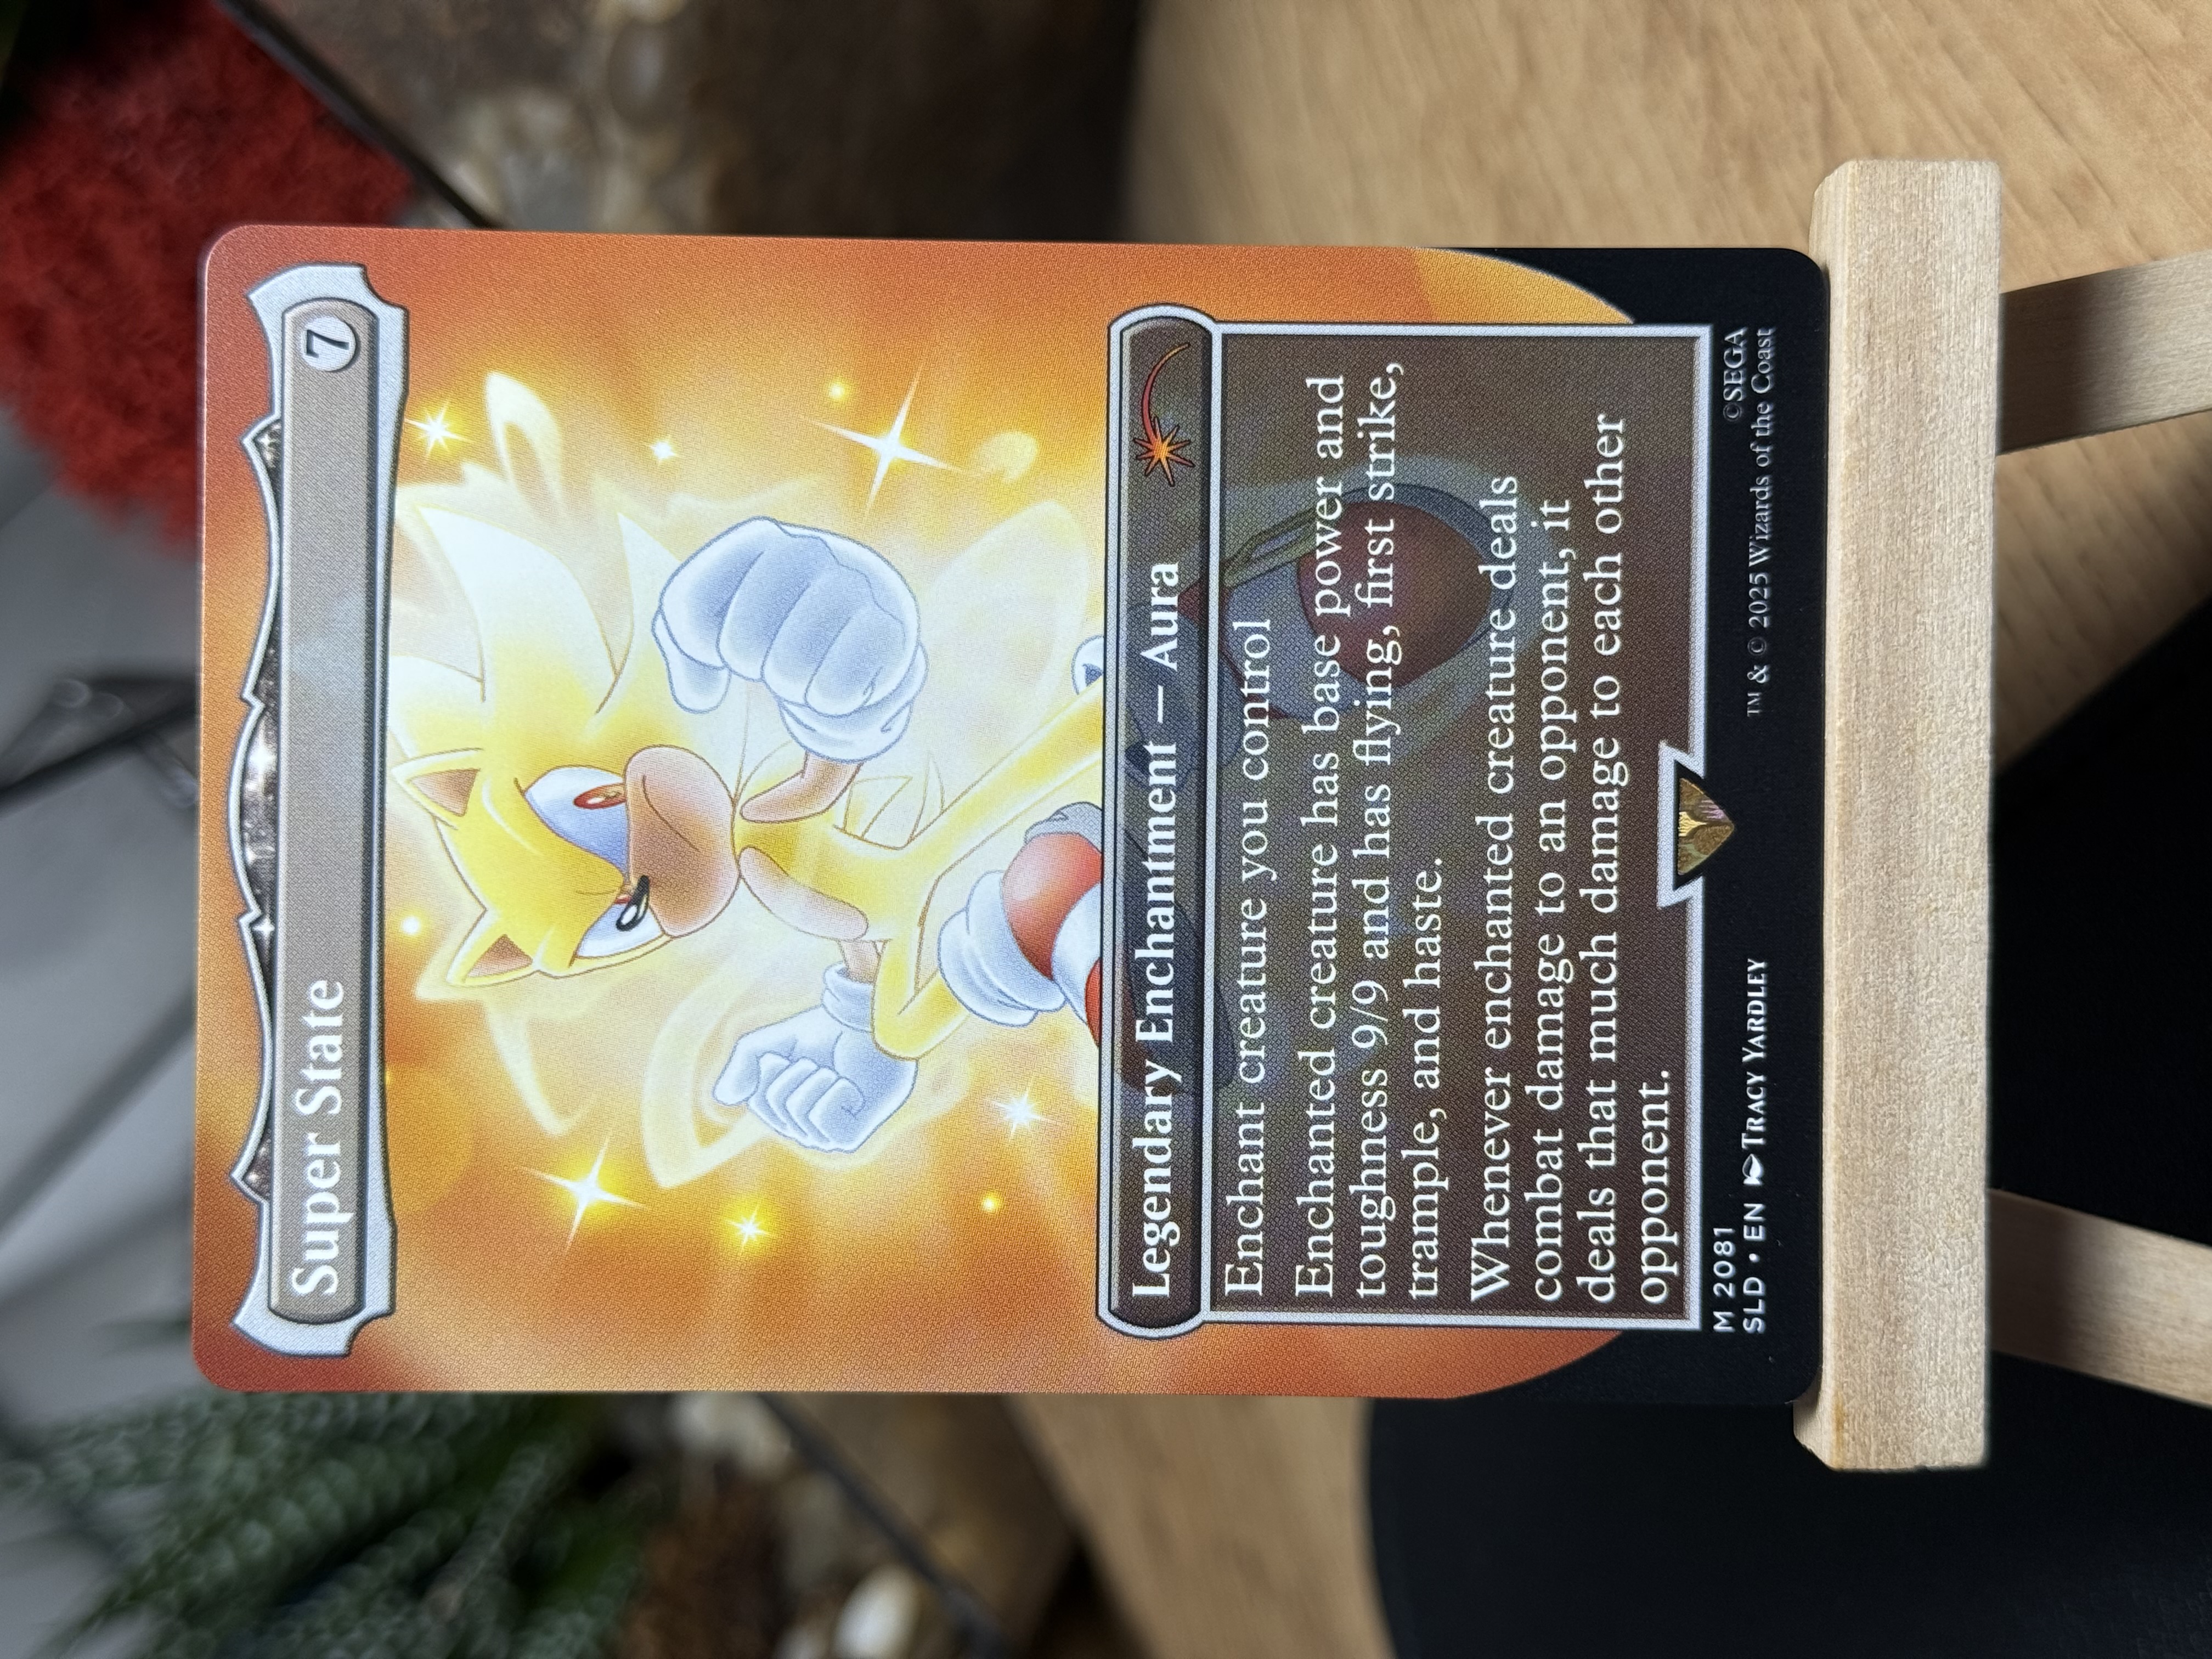 Super State 7
Legendary Enchantment — Aura
Enchant creature you control
Enchanted creature has base power and
toughness 9/9 and has flying, first strike,
trample, and haste.
Whenever enchanted creature deals
combat damage to an opponent, it
deals that much damage to each other
opponent.
M 2081
SLD • EN TRACY YARDLEY
©SEGA
™ & © 2025 Wizards of the Coast